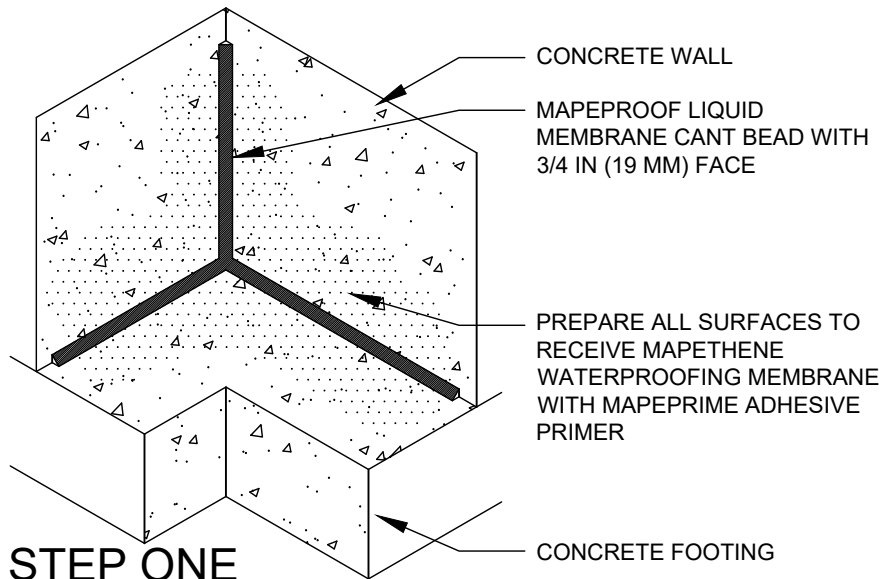 CONCRETE WALL
MAPEPROOF LIQUID
MEMBRANE CANT BEAD WITH
3/4 IN (19 MM) FACE
PREPARE ALL SURFACES TO
RECEIVE MAPETHENE
WATERPROOFING MEMBRANE
WITH MAPEPRIME ADHESIVE
PRIMER
CONCRETE FOOTING
STEP ONE